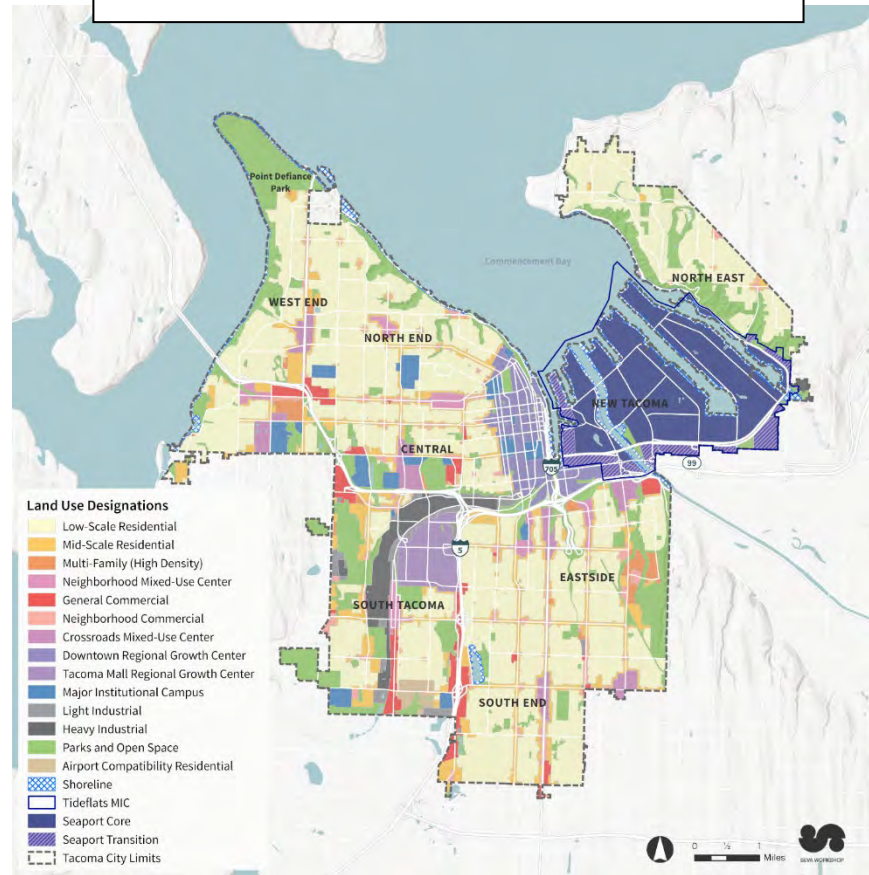 Point Defiance
Park
Commencement Bay
NORTH EAST
WEST END
NORTH END
NEW TACOMA
CENTRAL
705
99
5
EASTSIDE
SOUTH TACOMA
SOUTH END
Land Use Designations
Low-Scale Residential
Mid-Scale Residential
Multi-Family (High Density)
Neighborhood Mixed-Use Center
General Commercial
Neighborhood Commercial
Crossroads Mixed-Use Center
Downtown Regional Growth Center
Tacoma Mall Regional Growth Center
Major Institutional Campus
Light Industrial
Heavy Industrial
Parks and Open Space
Airport Compatibility Residential
Shoreline
Tideflats MIC
Seaport Core
Seaport Transition
Tacoma City Limits
0 ½ 1
Miles
SEVA WORKSHOP